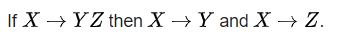 If X → YZ then X → Y and X → Z.